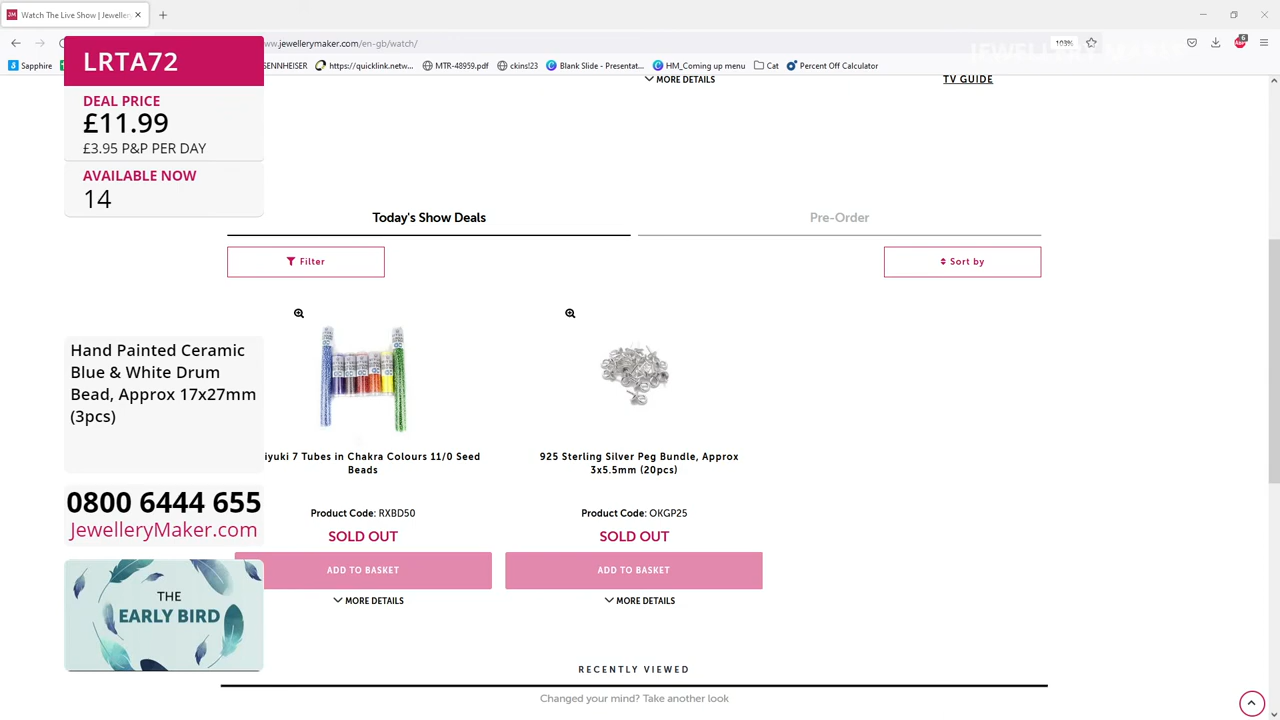 Watch The Live Show | Jeweller
ww.jewellerymaker.com/en-gb/watch/
103%
6
JEWELLERY MAKER
Sapphire
SENNHEISER
https://quicklink.netw...
MTR-48959.pdf
ckins!23
Blank Slide - Presentat...
HM_Coming up menu
Cat
Percent Off Calculator
LRTA72
MORE DETAILS
TV GUIDE
DEAL PRICE
£11.99
£3.95 P&P PER DAY
AVAILABLE NOW
14
Today's Show Deals
Pre-Order
Filter
Sort by
Hand Painted Ceramic
Blue & White Drum
Bead, Approx 17x27mm
(3pcs)
iyuki 7 Tubes in Chakra Colours 11/0 Seed
Beads
925 Sterling Silver Peg Bundle, Approx
3x5.5mm (20pcs)
0800 6444 655
JewelleryMaker.com
Product Code: RXBD50
Product Code: OKGP25
SOLD OUT
SOLD OUT
ADD TO BASKET
ADD TO BASKET
MORE DETAILS
MORE DETAILS
THE
EARLY BIRD
RECENTLY VIEWED
Changed your mind? Take another look